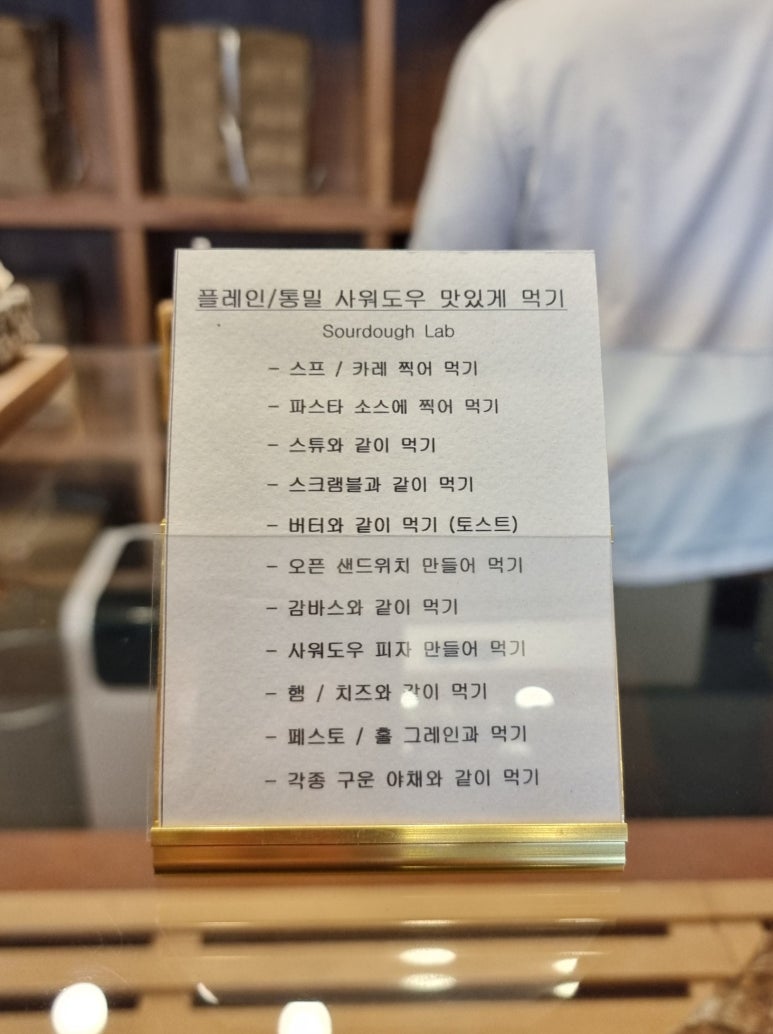 플레인/통밀 사워도우 맛있게 먹기
Sourdough Lab
- 스프 / 카레 찍어 먹기
- 파스타 소스에 찍어 먹기
- 스튜와 같이 먹기
- 스크램블과 같이 먹기
- 버터와 같이 먹기 (토스트)
- 오픈 샌드위치 만들어 먹기
- 감바스와 같이 먹기
- 사워도우 피자 만들어 먹기
- 햄 / 치즈와 같이 먹기
- 페스토 / 홀 그레인과 먹기
- 각종 구운 야채와 같이 먹기